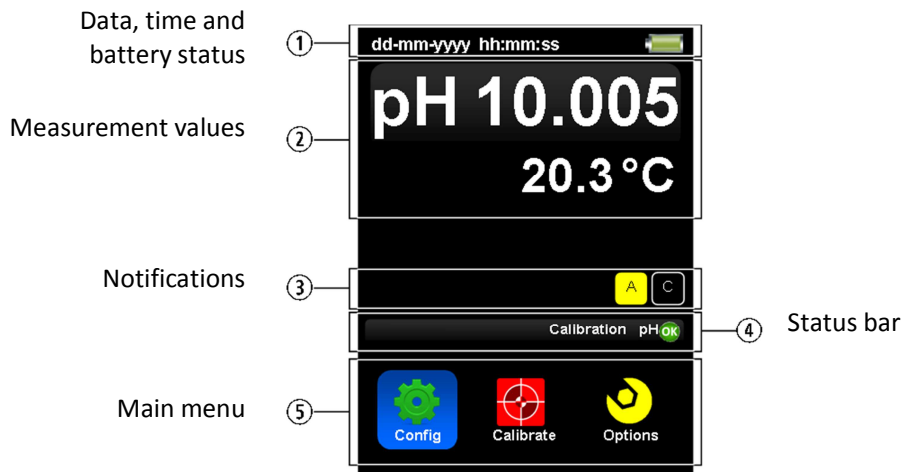 Data, time and
battery status
①
dd-mm-yyyy hh:mm:ss
Measurement values
②
pH 10.005
20.3 °C
Notifications
③
A C
Calibration pH OK
④
Status bar
Main menu
⑤
Config Calibrate Options